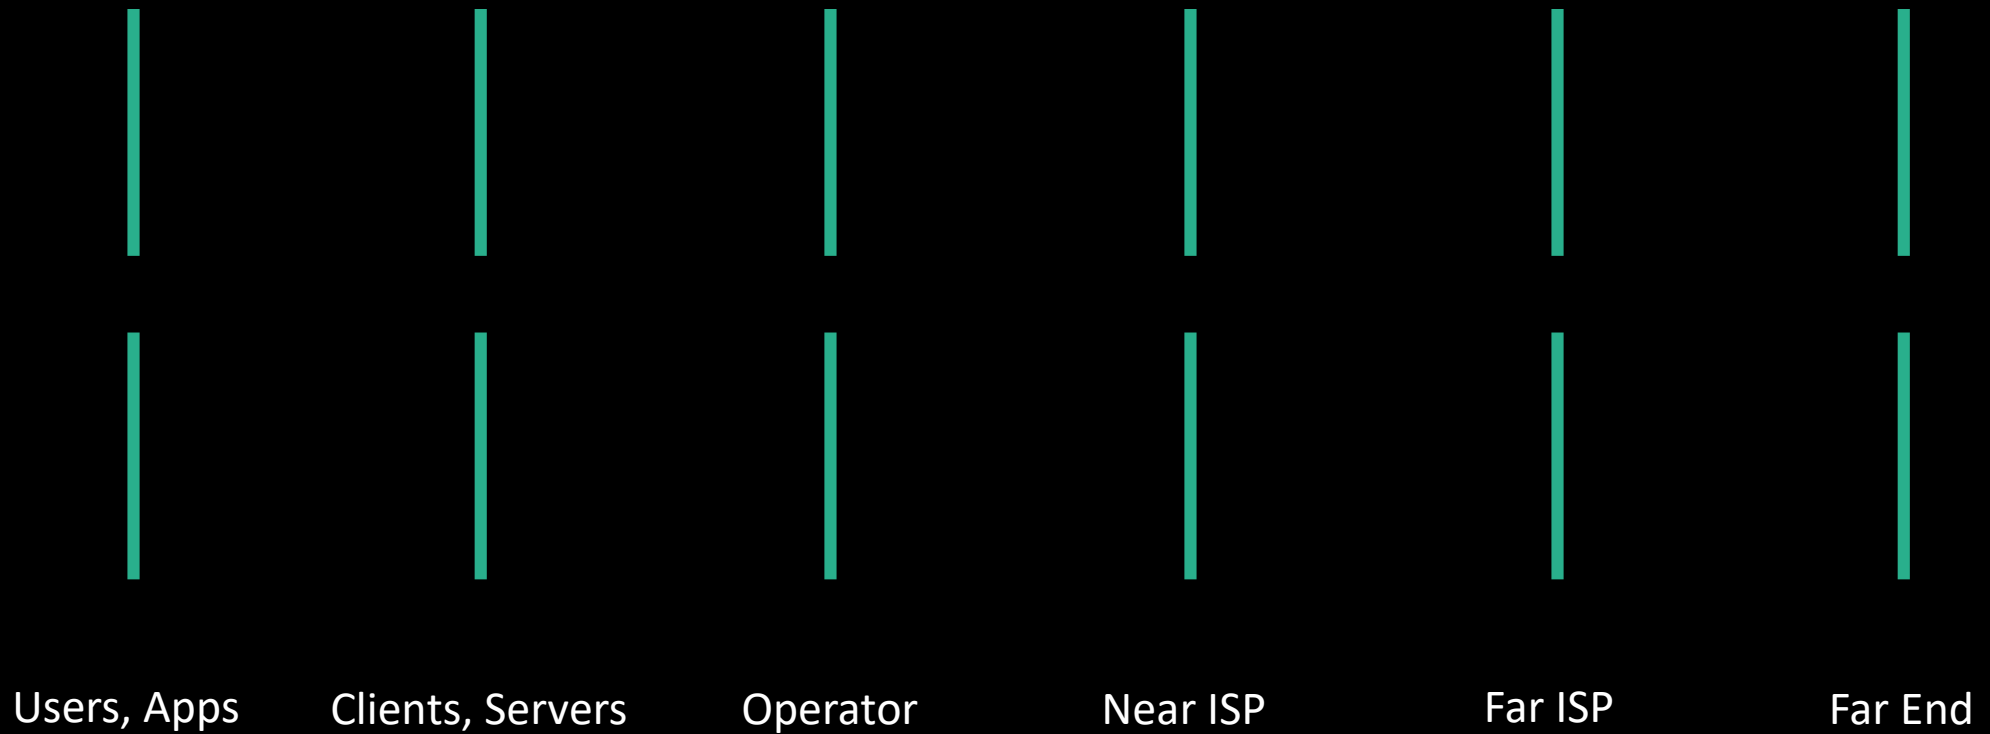 Users, Apps
Clients, Servers
Operator
Near ISP
Far ISP
Far End